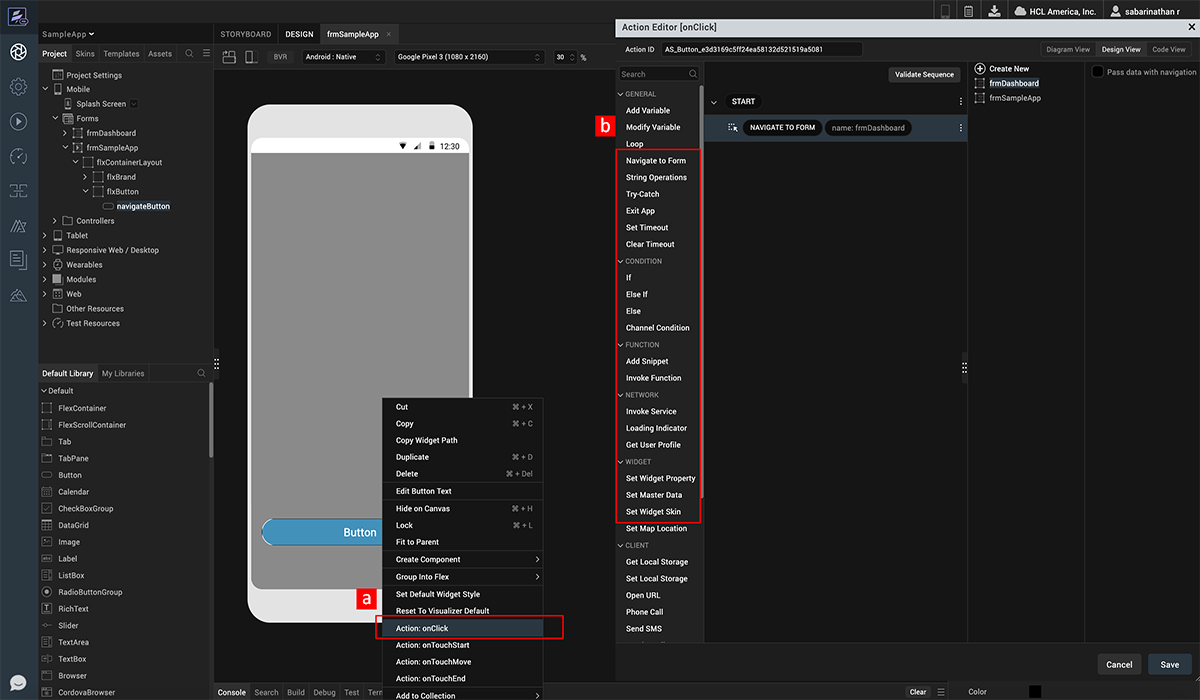 HCL America, Inc.
sabarinathan r
SampleApp
STORYBOARD
DESIGN
frmSampleApp
Project
Skins
Templates
Assets
BVR
Android : Native
Google Pixel 3 (1080 x 2160)
30
%
Project Settings
Mobile
Splash Screen
Forms
frmDashboard
frmSampleApp
flxContainerLayout
flxBrand
flxButton
navigateButton
Controllers
Tablet
Responsive Web / Desktop
Wearables
Modules
Web
Other Resources
Test Resources
Default Library
My Libraries
Default
FlexContainer
FlexScrollContainer
Tab
TabPane
Button
Calendar
CheckBoxGroup
DataGrid
Image
Label
ListBox
RadioButtonGroup
RichText
Slider
TextArea
TextBox
Browser
CordovaBrowser
12:30
Button
a
Cut ⌘ + X
Copy ⌘ + C
Copy Widget Path
Duplicate ⌘ + D
Delete ⌘ + Del
Edit Button Text
Hide on Canvas ⌘ + H
Lock ⌘ + L
Fit to Parent
Create Component
Group Into Flex
Set Default Widget Style
Reset To Visualizer Default
Action: onClick
Action: onTouchStart
Action: onTouchMove
Action: onTouchEnd
Add to Collection
Console
Search
Build
Debug
Test
Terr
Clear
Color
Action Editor [onClick]
Action ID
AS_Button_e3d3169c5ff24ea58132d521519a5081
Diagram View
Design View
Code View
Search
b
GENERAL
Add Variable
Modify Variable
Loop
Navigate to Form
String Operations
Try-Catch
Exit App
Set Timeout
Clear Timeout
CONDITION
If
Else If
Else
Channel Condition
FUNCTION
Add Snippet
Invoke Function
NETWORK
Invoke Service
Loading Indicator
Get User Profile
WIDGET
Set Widget Property
Set Master Data
Set Widget Skin
Set Map Location
CLIENT
Get Local Storage
Set Local Storage
Open URL
Phone Call
Send SMS
Validate Sequence
START
NAVIGATE TO FORM
name: frmDashboard
Create New
frmDashboard
frmSampleApp
Pass data with navigation
Cancel
Save